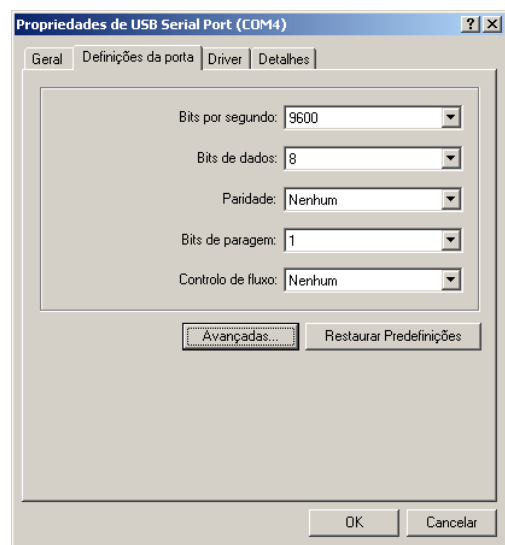 Propriedades de USB Serial Port (COM4)
Geral Definições da porta Driver Detalhes
Bits por segundo: 9600
Bits de dados: 8
Paridade: Nenhum
Bits de paragem: 1
Controlo de fluxo: Nenhum
Avançadas... Restaurar Predefinições
OK Cancelar